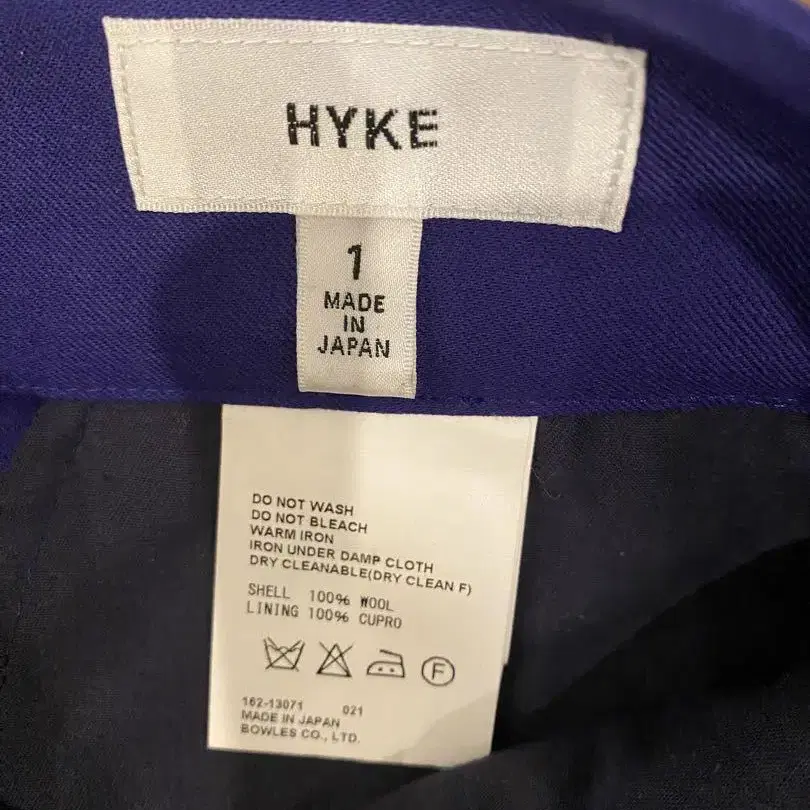 HYKE
1
MADE
IN
JAPAN
DO NOT WASH
DO NOT BLEACH
WARM IRON
IRON UNDER DAMP CLOTH
DRY CLEANABLE(DRY CLEAN F)
SHELL 100% WOOL
LINING 100% CUPRO
F
162-13071 021
MADE IN JAPAN
BOWLES CO., LTD.